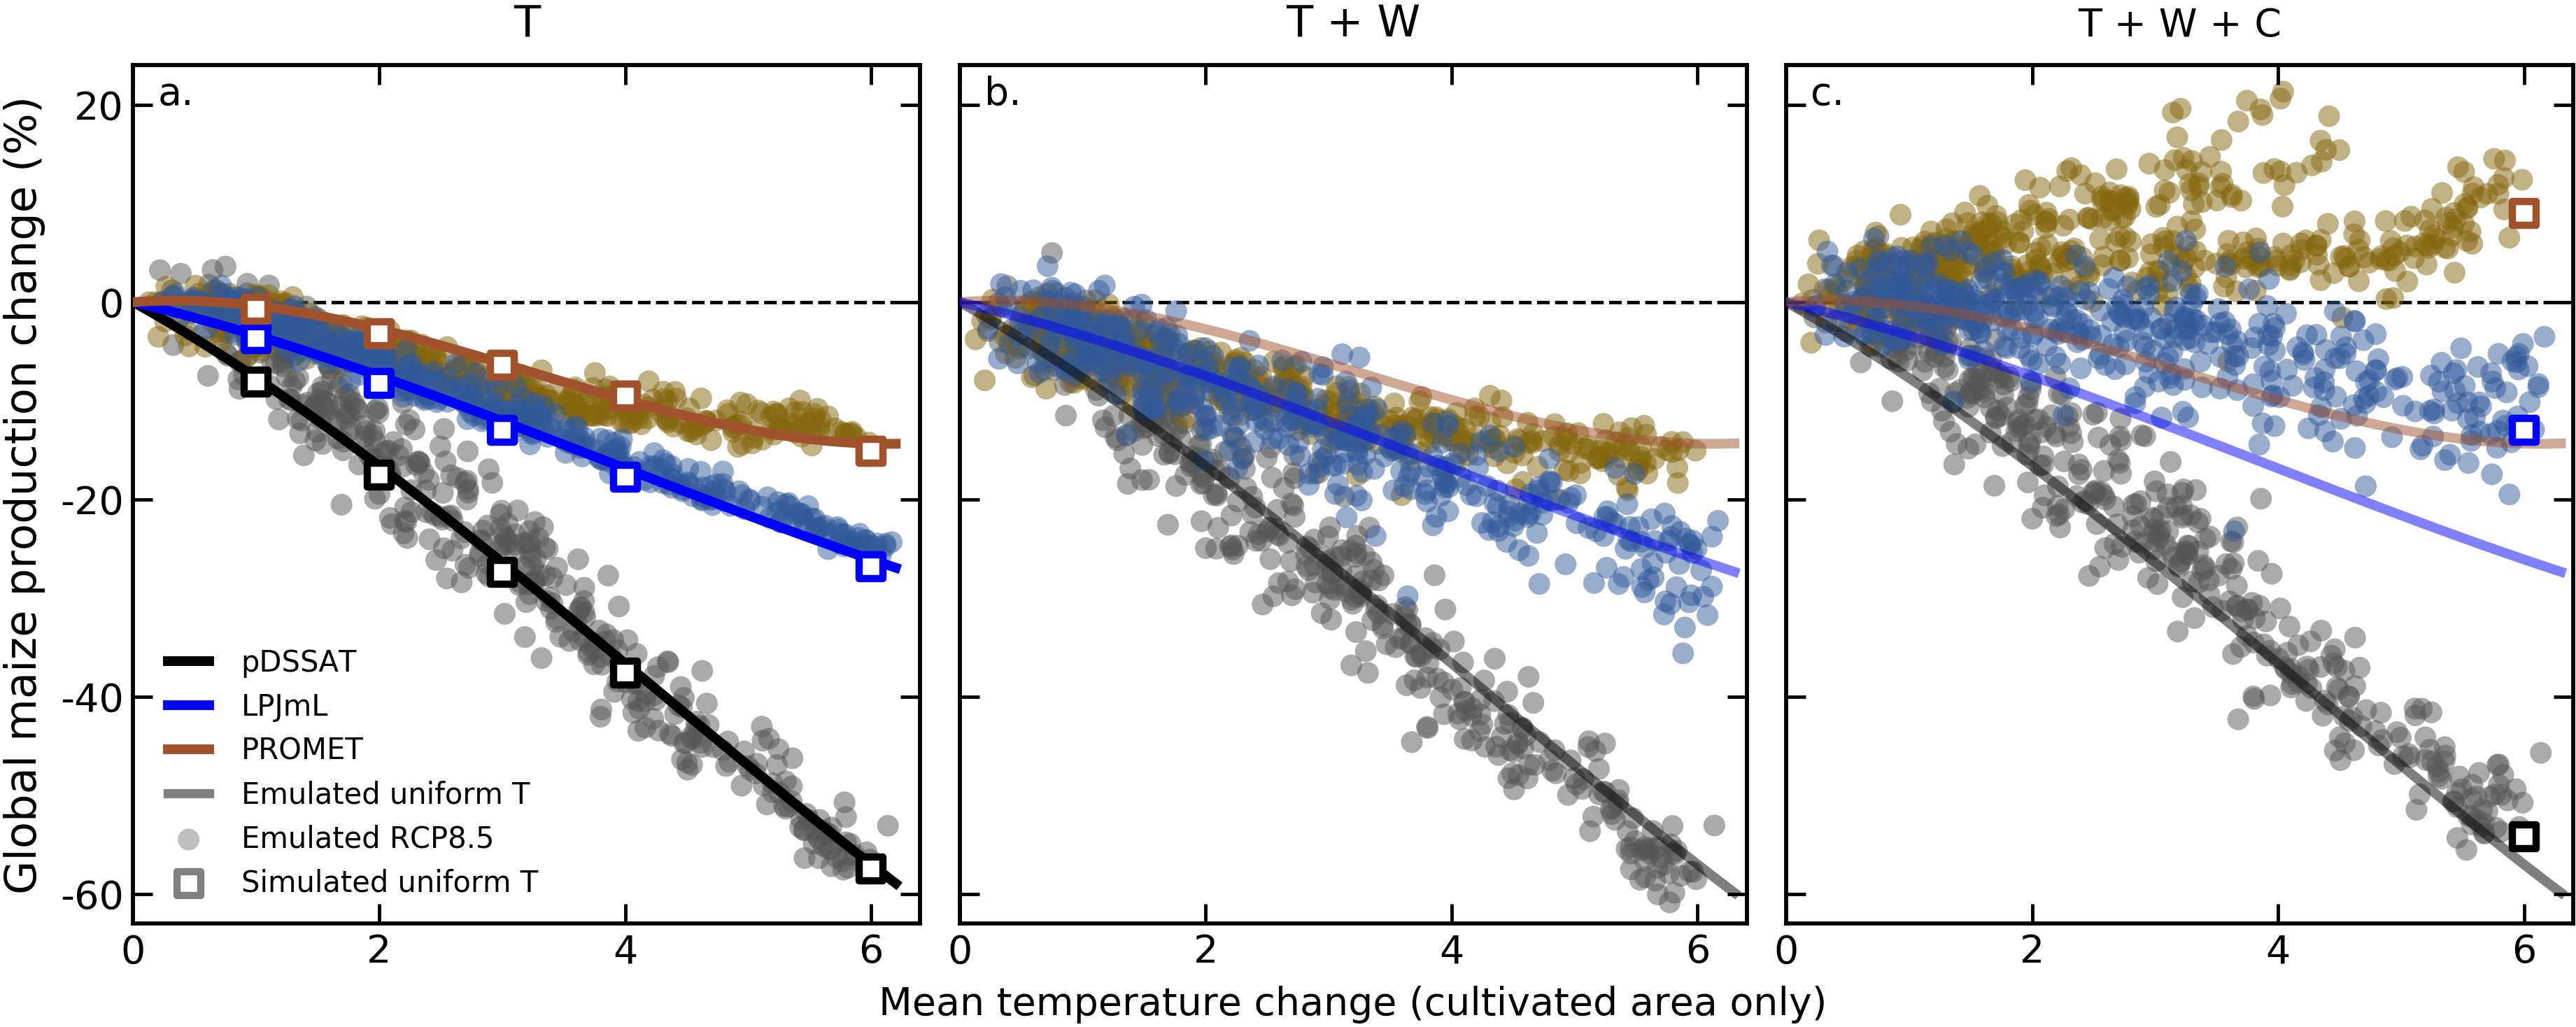 T
T + W
T + W + C
Global maize production change (%)
a.
b.
c.
20
0
-20
-40
-60
pDSSAT
LPJmL
PROMET
Emulated uniform T
Emulated RCP8.5
Simulated uniform T
0 2 4 6
0 2 4 6
0 2 4 6
Mean temperature change (cultivated area only)